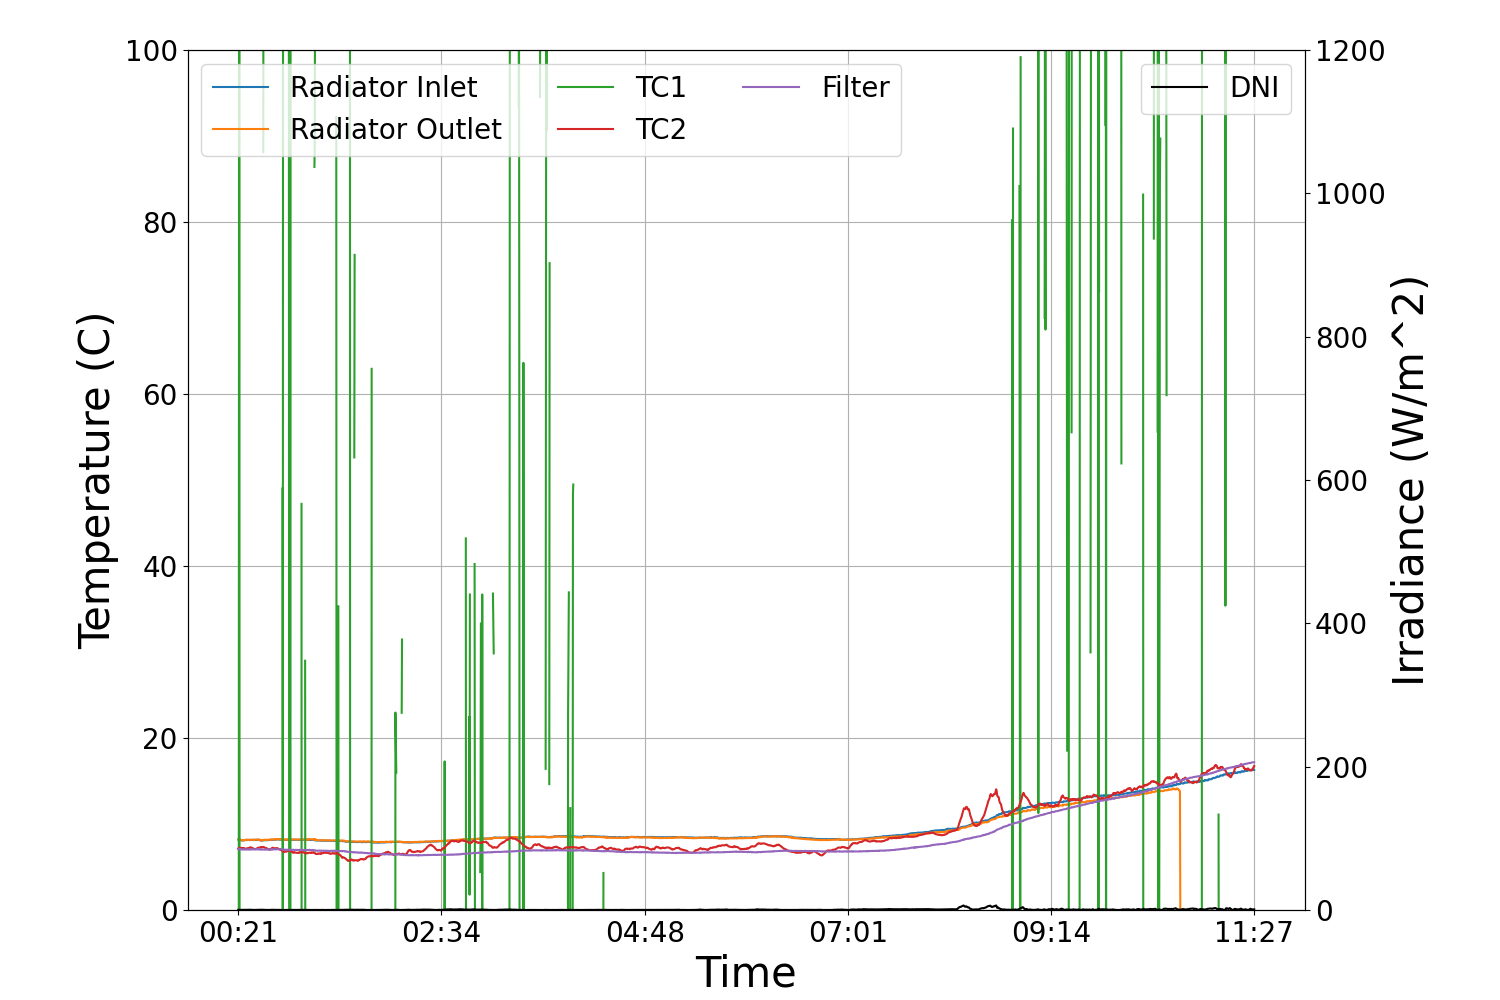 100
80
60
40
20
0
Temperature (C)
Radiator Inlet
Radiator Outlet
TC1
TC2
Filter
DNI
1200
1000
800
600
400
200
0
Irradiance (W/m^2)
00:21 02:34 04:48 07:01 09:14 11:27
Time